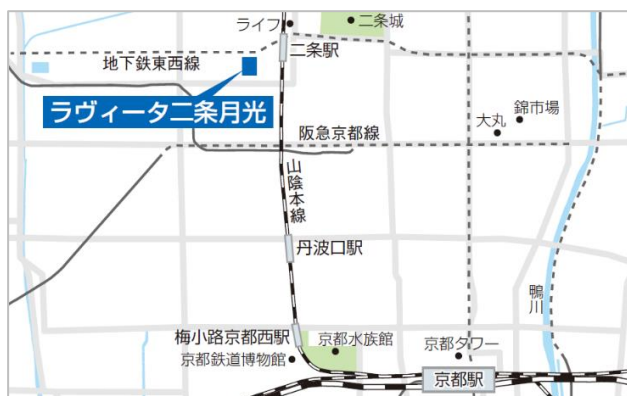 ライフ
二条城
二条駅
地下鉄東西線
ラヴィータ二条月光
錦市場
大丸
阪急京都線
山陰本線
丹波口駅
鴨川
梅小路京都西駅
京都水族館
京都鉄道博物館
京都タワー
京都駅